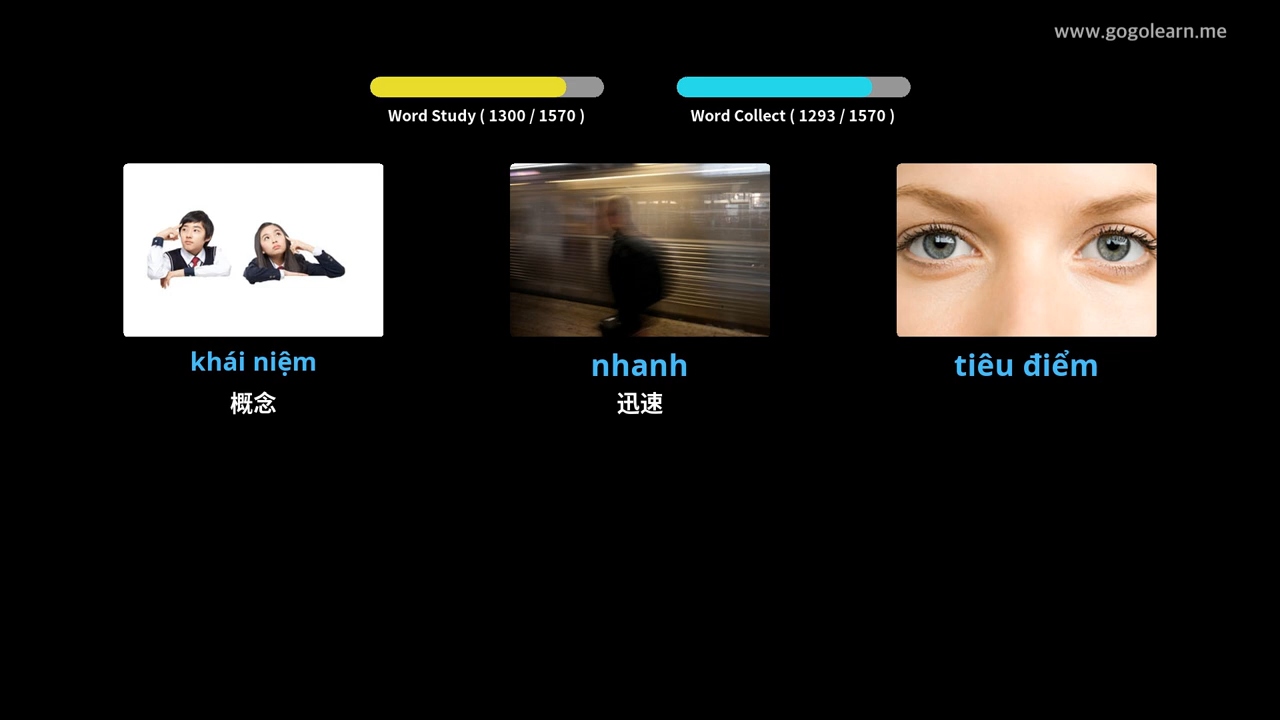 www.gogolearn.me
Word Study ( 1300 / 1570 )
Word Collect ( 1293 / 1570 )
khái niệm
nhanh
tiêu điểm
概念
迅速